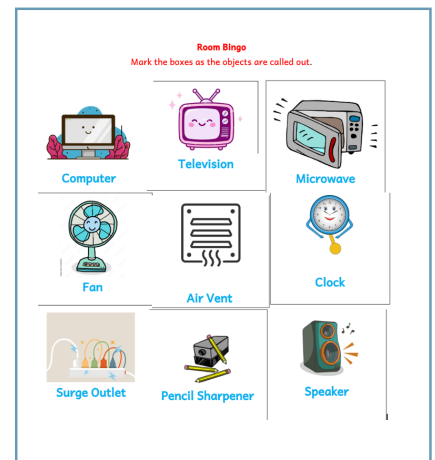 Room Bingo
Mark the boxes as the objects are called out.
Computer
Television
Microwave
Fan
Air Vent
Clock
Surge Outlet
Pencil Sharpener
Speaker